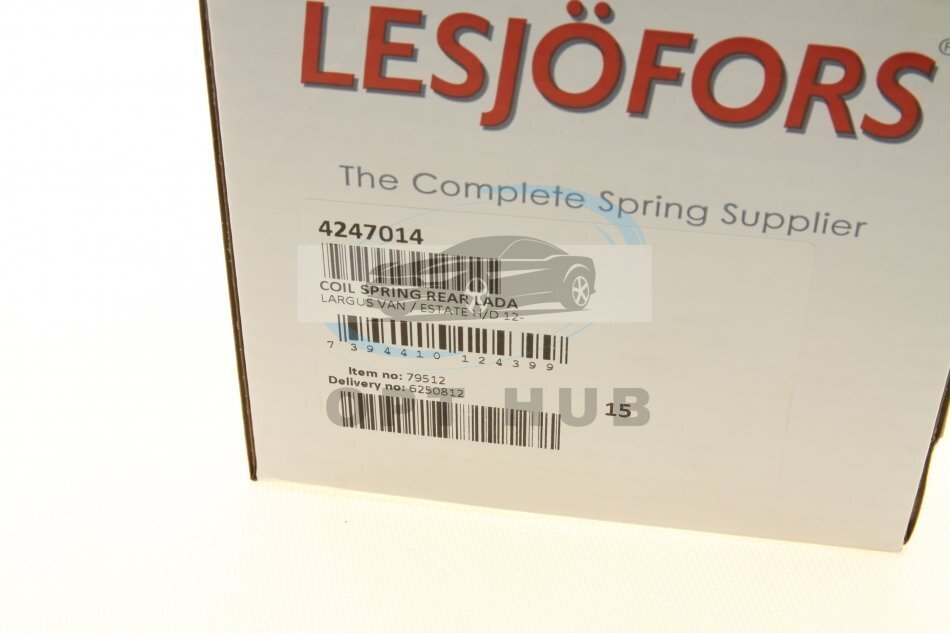 LESJÖFORS®
The Complete Spring Supplier
4247014
COIL SPRING REAR LADA
LARGUS VAN / ESTATE H/D 12-
7 394410 124399
Item no: 79512
Delivery no: 6250812
OPT HUB
15